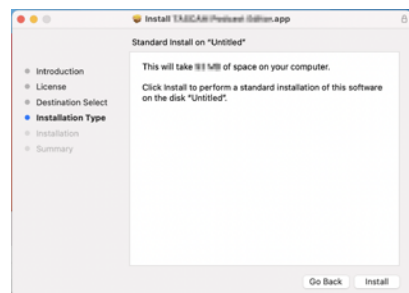 Install TASCAM Podcast Editor.app
Standard Install on "Untitled"
Introduction
License
Destination Select
Installation Type
Installation
Summary
This will take MB of space on your computer.
Click Install to perform a standard installation of this software
on the disk "Untitled".
Go Back
Install